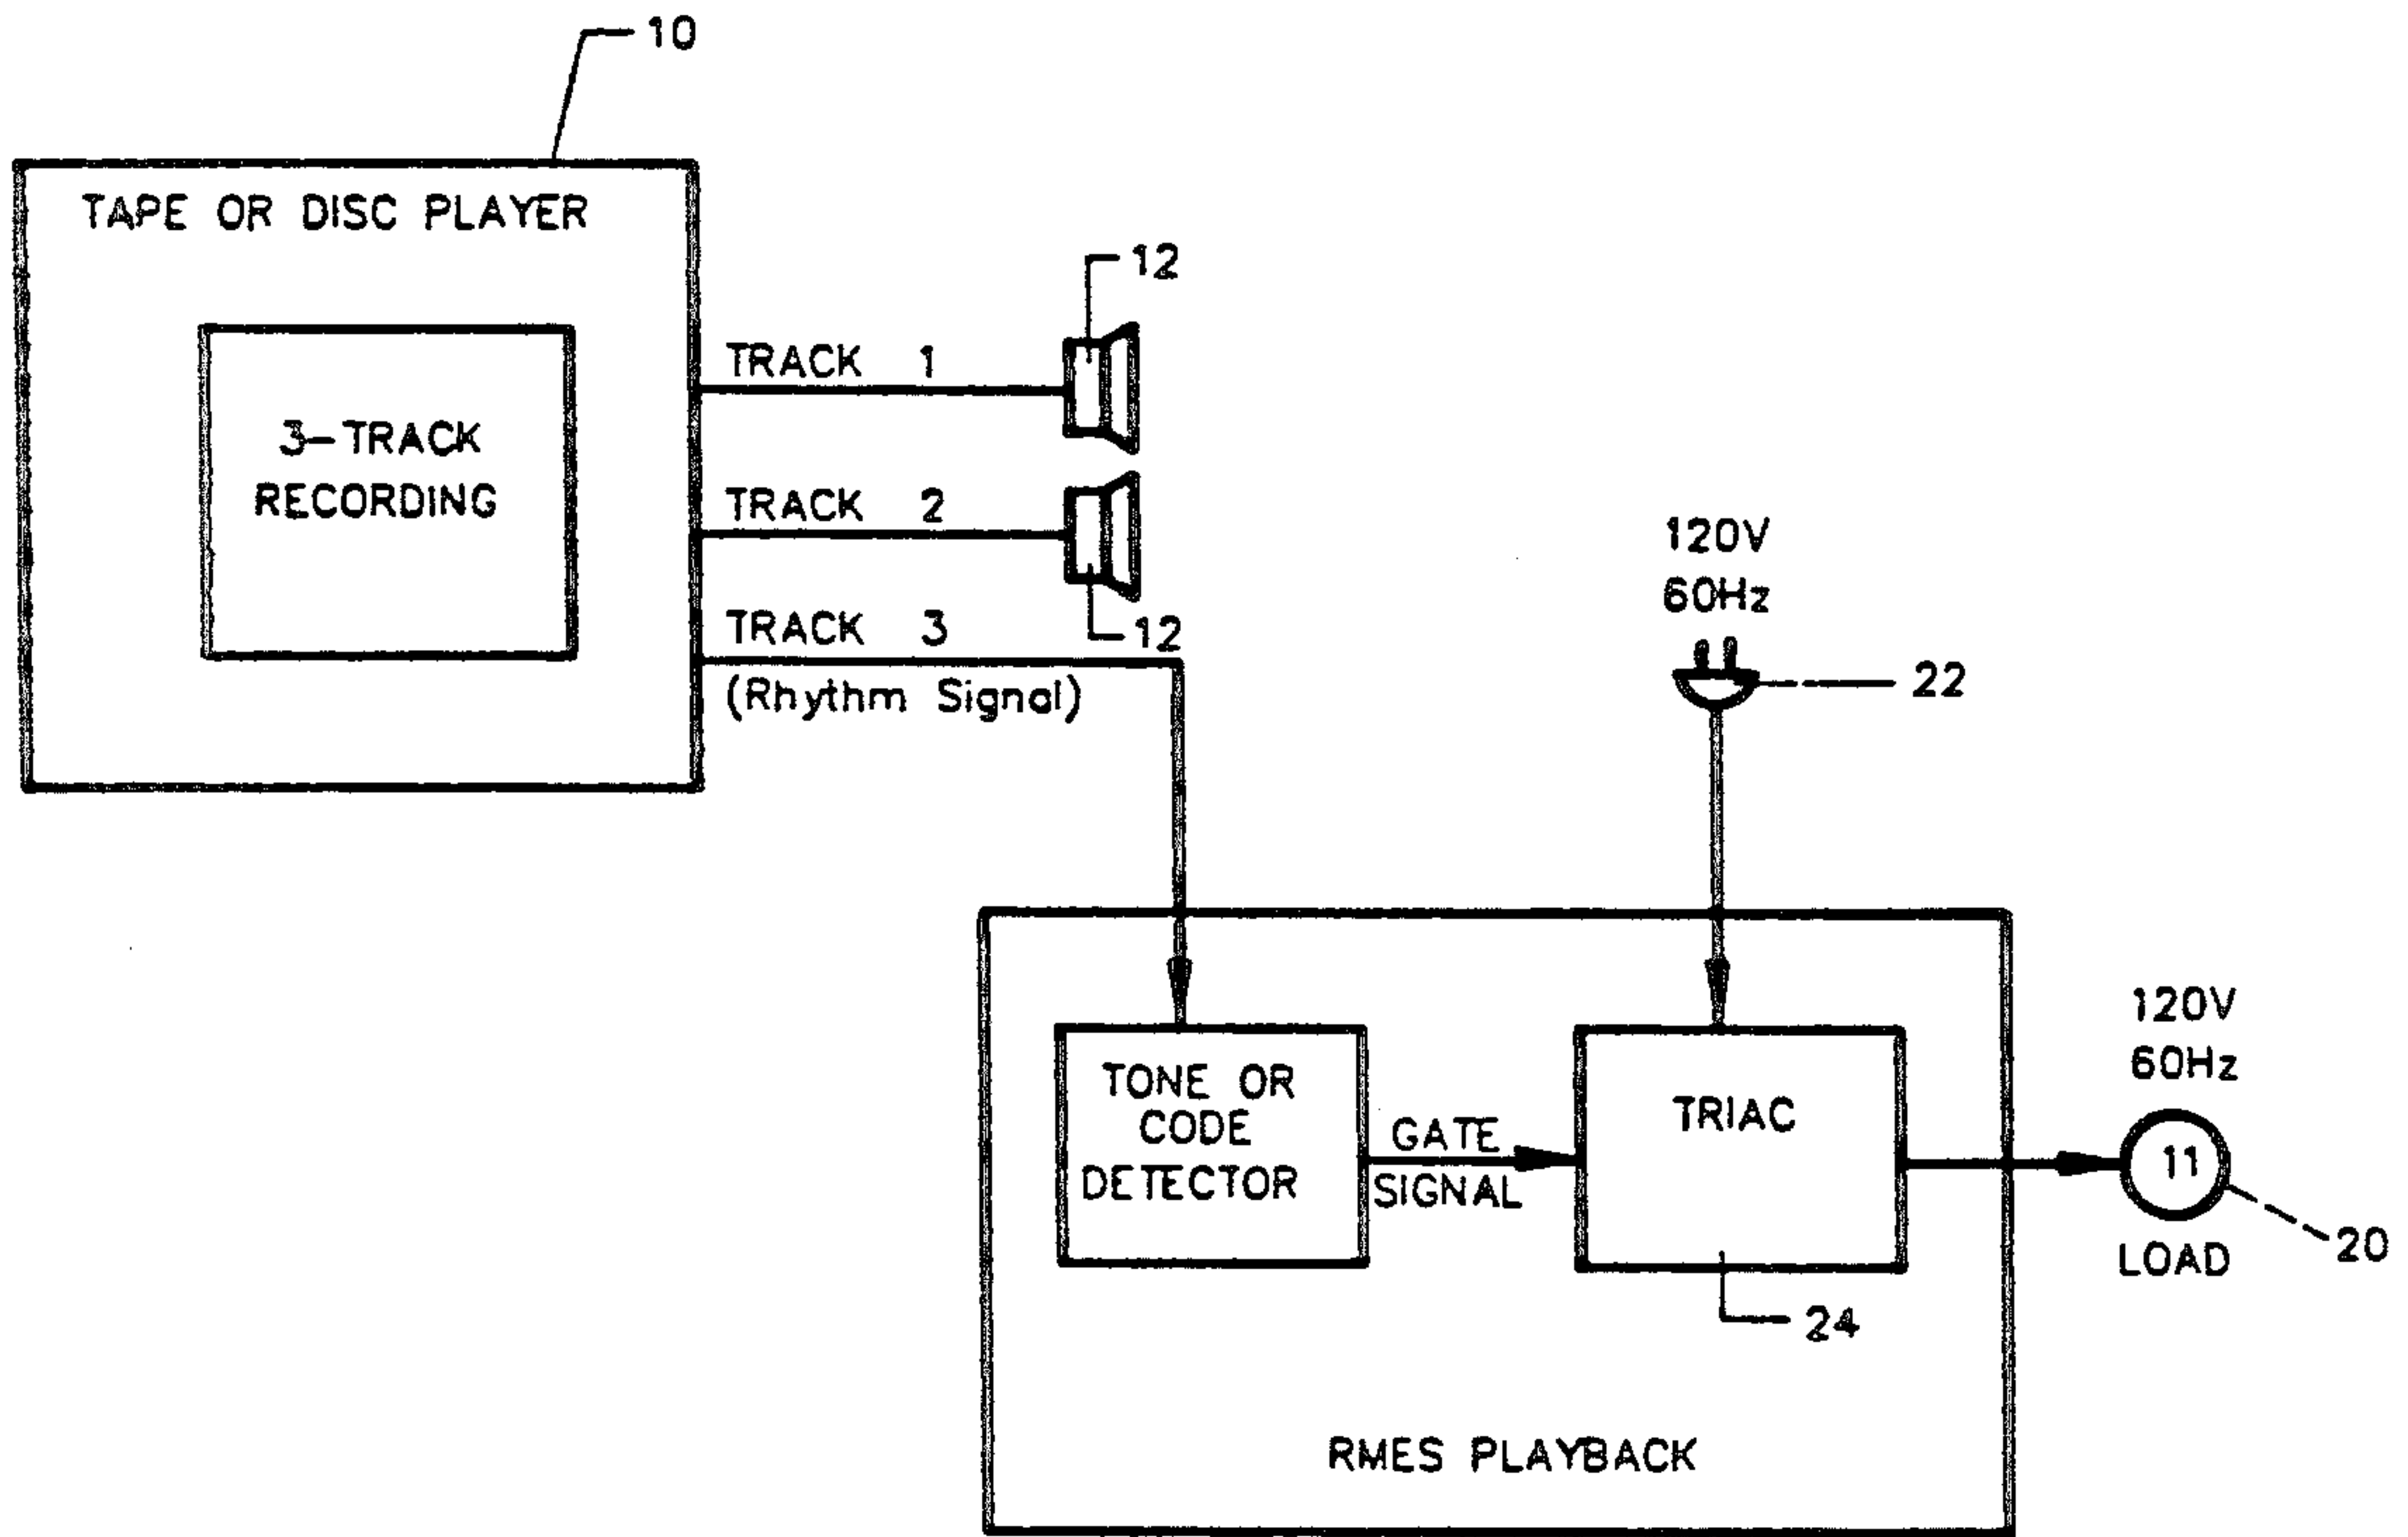 10
TAPE OR DISC PLAYER
3-TRACK
RECORDING
12
TRACK 1
TRACK 2
TRACK 3
(Rhythm Signal)
12
120V
60Hz
22
TONE OR
CODE
DETECTOR
GATE
SIGNAL
TRIAC
24
120V
60Hz
11
LOAD
20
RMES PLAYBACK